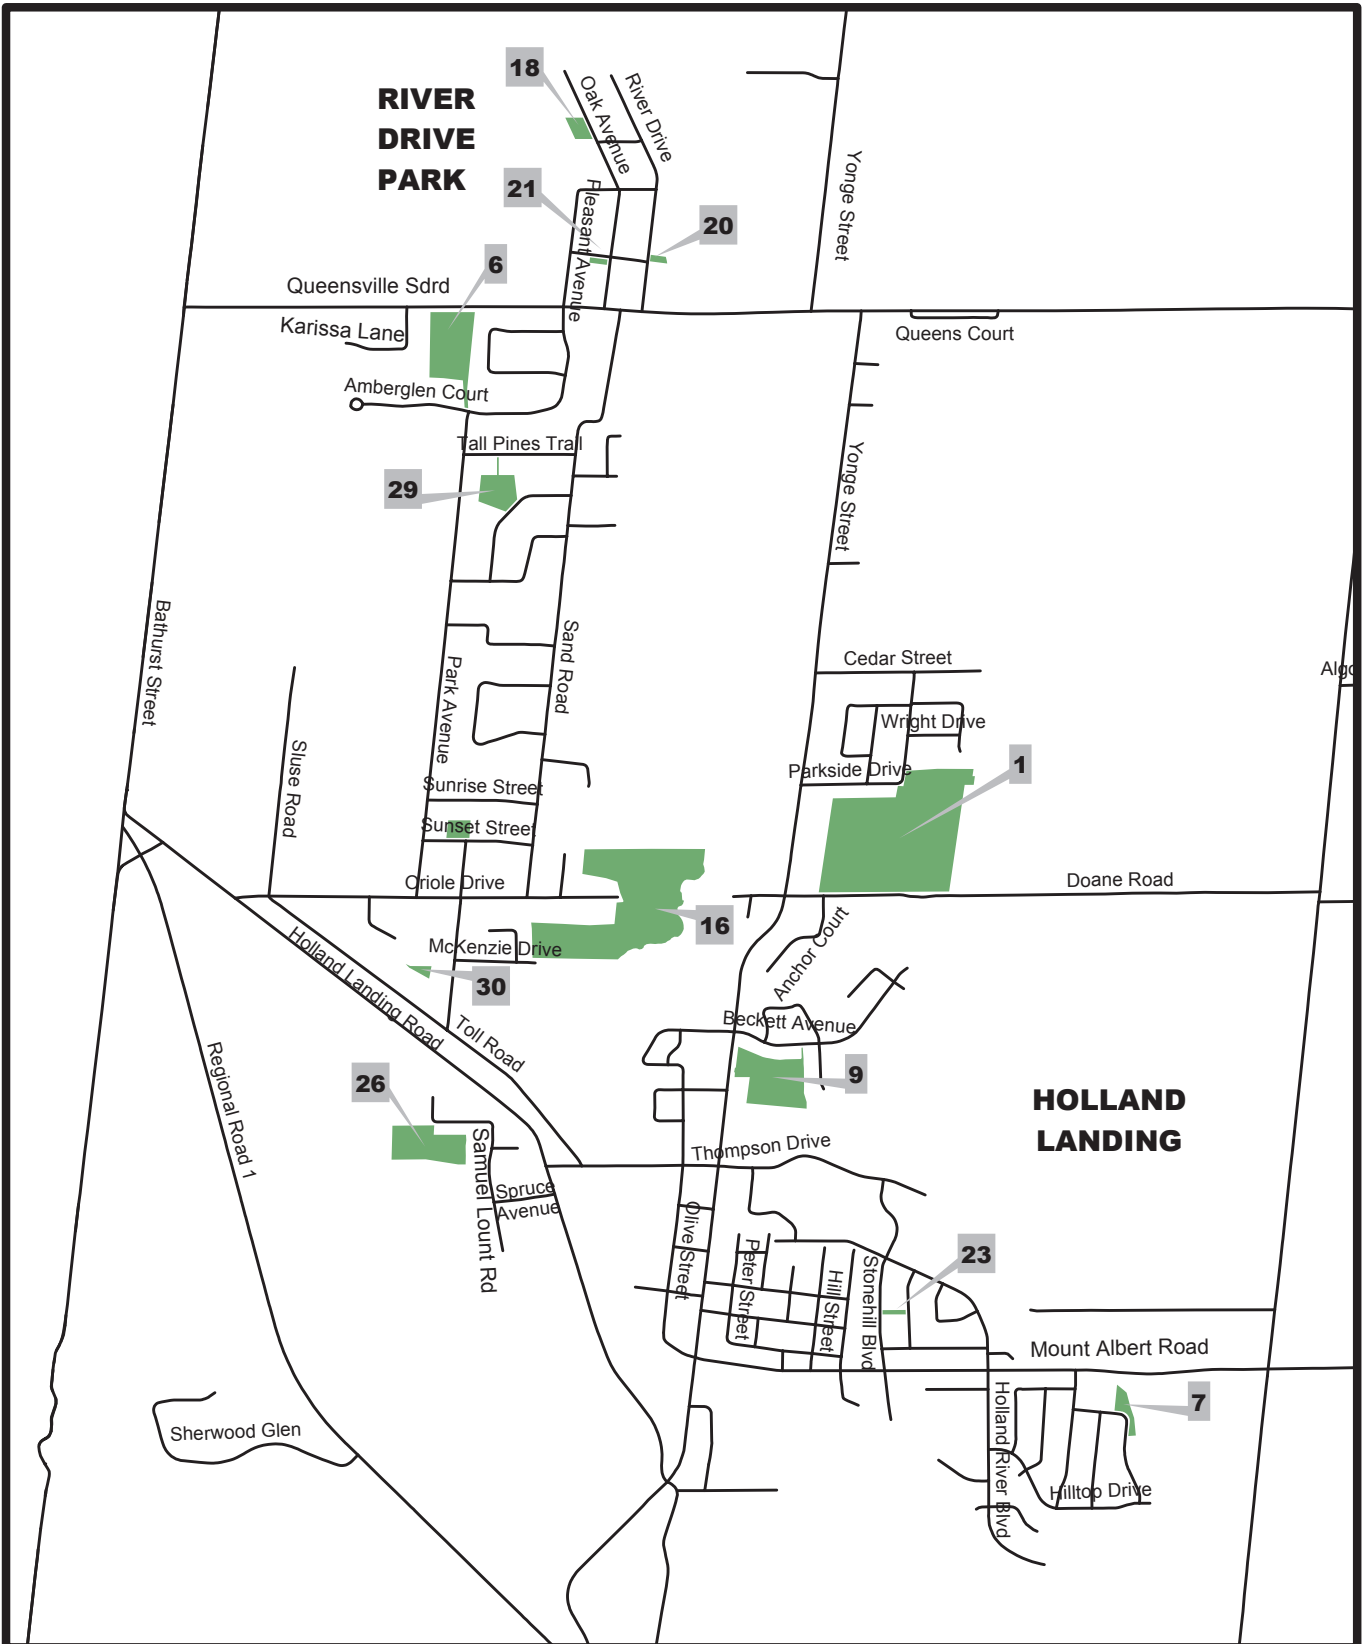 18
RIVER
DRIVE
PARK
Oak Avenue
River Drive
Yonge Street
21
Pleasant Avenue
20
6
Queensville Sdrd
Karissa Lane
Queens Court
Amberglen Court
Tall Pines Trail
29
Yonge Street
Bathurst Street
Sand Road
Park Avenue
Cedar Street
Algo
Wright Drive
Sluse Road
Parkside Drive
1
Sunrise Street
Sunset Street
Oriole Drive
Doane Road
16
Anchor Court
McKenzie Drive
Holland Landing Road
30
Toll Road
Beckett Avenue
Regional Road 1
26
9
HOLLAND
LANDING
Thompson Drive
Samuel Lount Rd
Spruce
Avenue
Olive Street
Peter Street
Hill Street
Stonehill Blvd
23
Mount Albert Road
Holland River Blvd
7
Sherwood Glen
Hilltop Drive